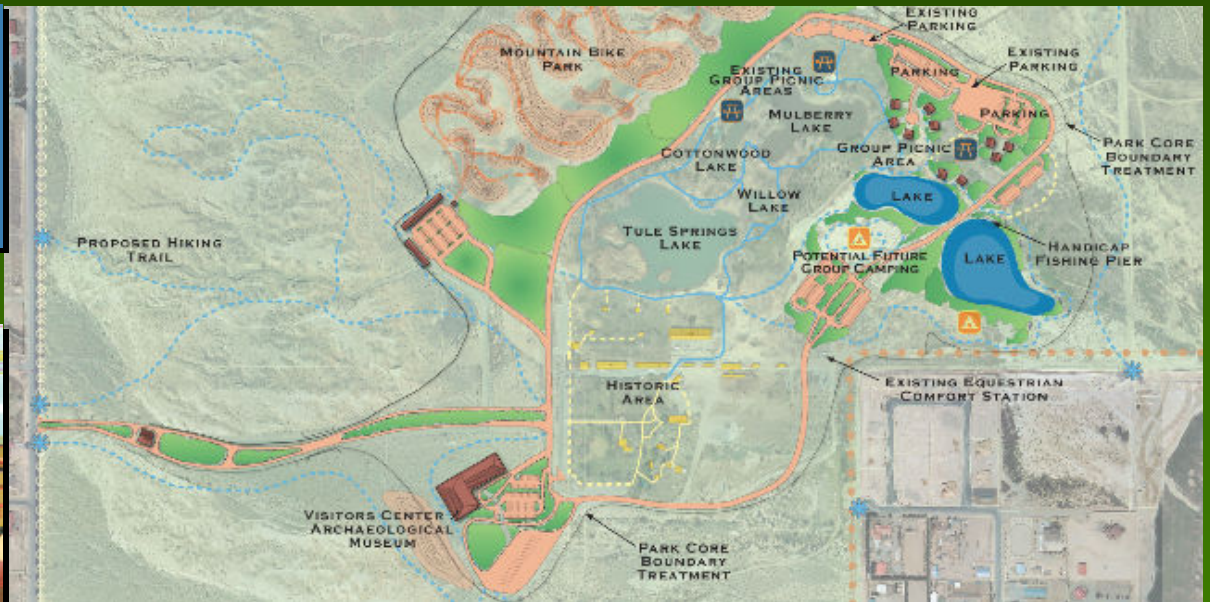 EXISTING
PARKING
MOUNTAIN BIKE
PARK
EXISTING
PARKING
EXISTING
GROUP PICNIC
AREAS
PARKING
PARKING
MULBERRY
LAKE
COTTONWOOD
LAKE
GROUP PICNIC
AREA
PARK CORE
BOUNDARY
TREATMENT
WILLOW
LAKE
LAKE
PROPOSED HIKING
TRAIL
TULE SPRINGS
LAKE
POTENTIAL FUTURE
GROUP CAMPING
LAKE
HANDICAP
FISHING PIER
HISTORIC
AREA
EXISTING EQUESTRIAN
COMFORT STATION
VISITORS CENTER
ARCHAEOLOGICAL
MUSEUM
PARK CORE
BOUNDARY
TREATMENT